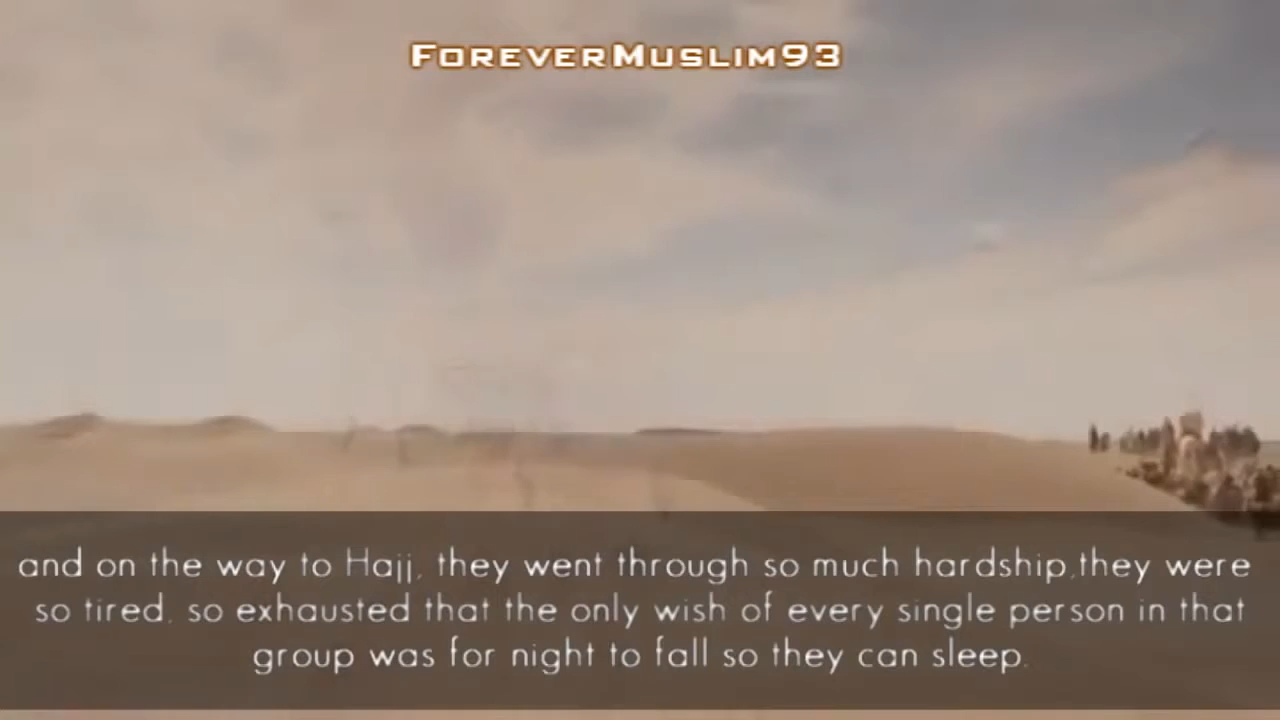 ForeverMuslim93
and on the way to Hajj, they went through so much hardship,they were
so tired, so exhausted that the only wish of every single person in that
group was for night to fall so they can sleep.